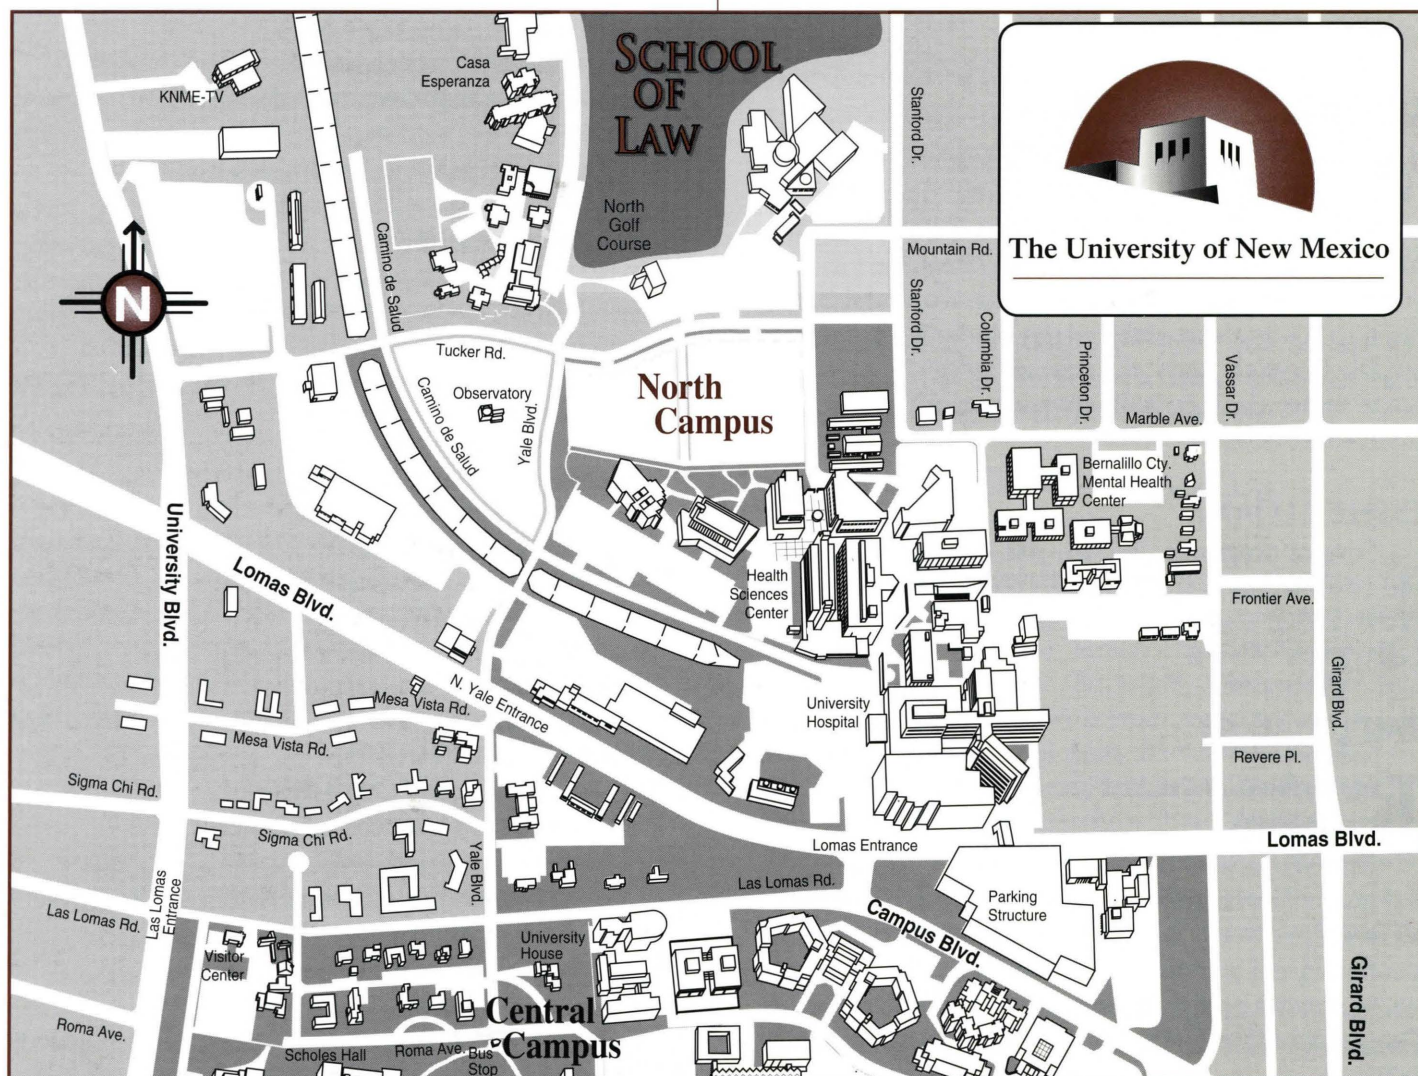 SCHOOL
OF
LAW
Casa
Esperanza
KNME-TV
Stanford Dr.
The University of New Mexico
North
Golf
Course
Mountain Rd.
Camino de Salud
N
Stanford Dr.
Columbia Dr.
Princeton Dr.
Vassar Dr.
Tucker Rd.
Observatory
Camino de Salud
Yale Blvd.
North
Campus
Marble Ave.
Bernalillo Cty.
Mental Health
Center
University Blvd.
Lomas Blvd.
Health
Sciences
Center
Frontier Ave.
Girard Blvd.
N. Yale Entrance
Mesa Vista Rd.
Mesa Vista Rd.
University
Hospital
Revere Pl.
Sigma Chi Rd.
Sigma Chi Rd.
Lomas Entrance
Lomas Blvd.
Yale Blvd.
Las Lomas Rd.
Las Lomas
Entrance
Las Lomas Rd.
Parking
Structure
Campus Blvd.
Visitor
Center
University
House
Girard Blvd.
Central
Campus
Roma Ave.
Scholes Hall
Roma Ave.
Bus
Stop